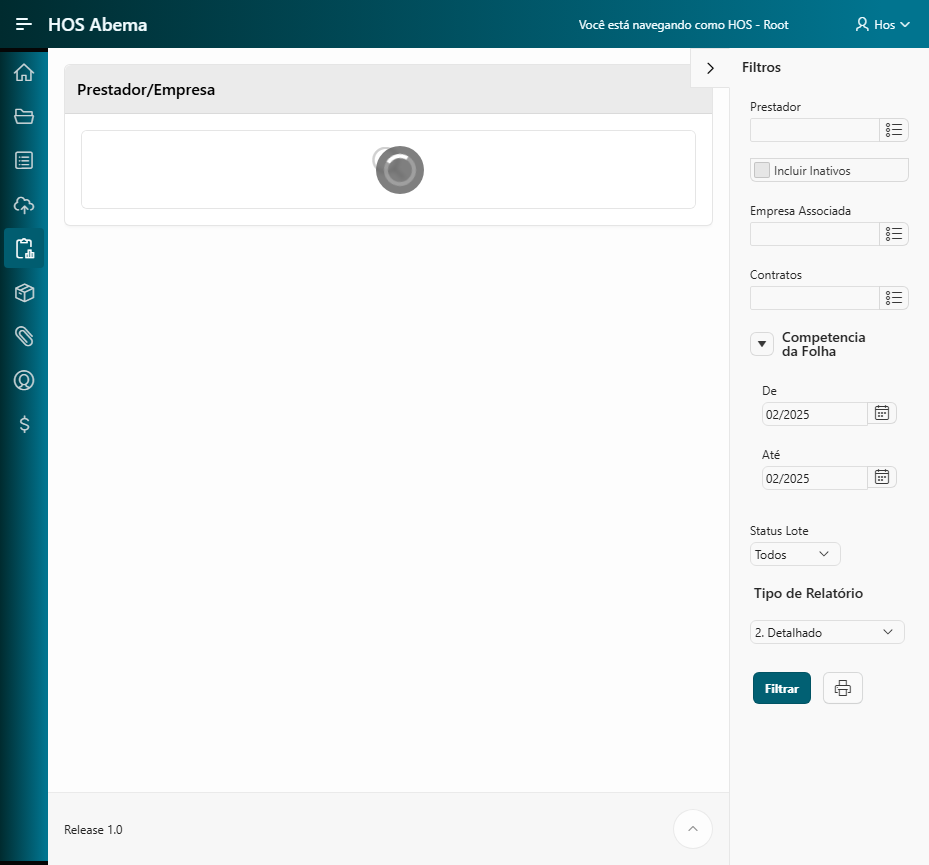 HOS Abema
Você está navegando como HOS - Root
Hos
Prestador/Empresa
Filtros
Prestador
Incluir Inativos
Empresa Associada
Contratos
Competencia
da Folha
De
02/2025
Até
02/2025
Status Lote
Todos
Tipo de Relatório
2. Detalhado
Filtrar
Release 1.0